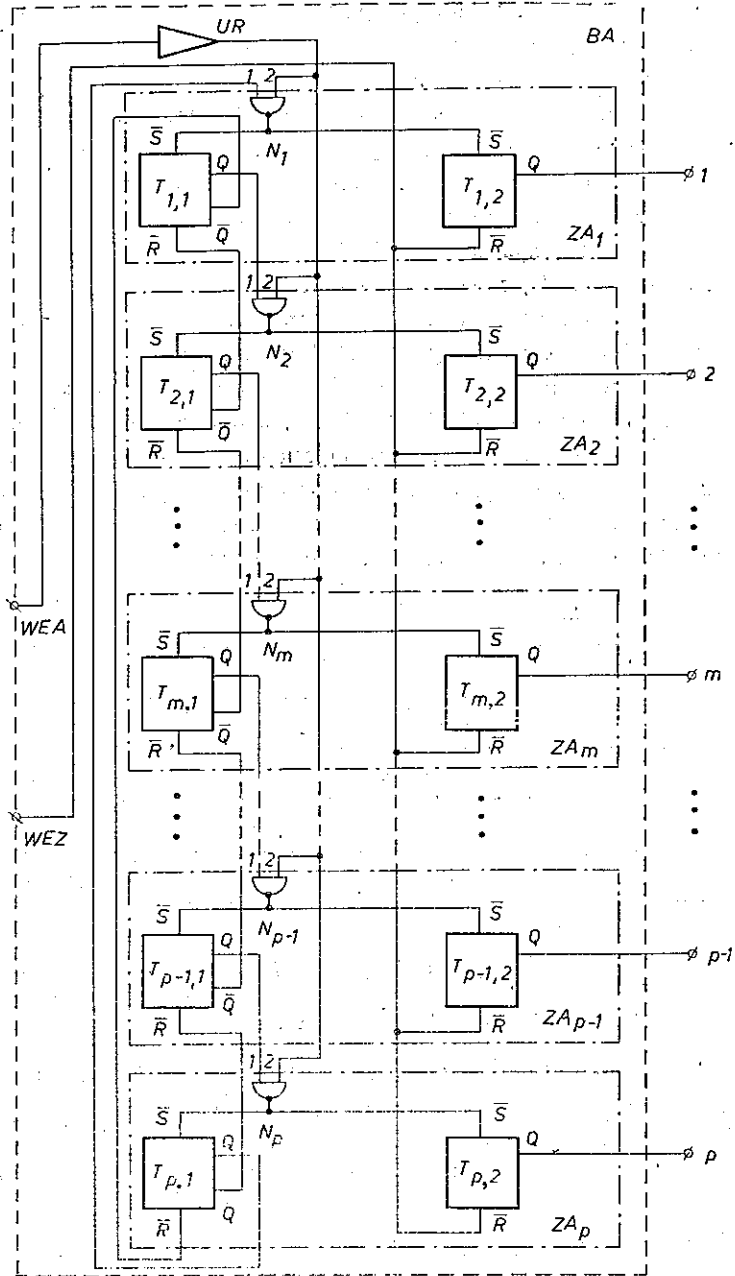 UR
BA
1 2
S̅ N₁ S̅
T₁,₁ Q T₁,₂ Q 1
R̅ Q̅ R̅ ZA₁
1 2
S̅ N₂ S̅
T₂,₁ Q T₂,₂ Q 2
R̅ Q̅ R̅ ZA₂
1 2
WEA
S̅ Nₘ S̅
Tₘ,₁ Q Tₘ,₂ Q m
R̅ Q̅ R̅ ZAₘ
WEZ
1 2
S̅ Nₚ₋₁ S̅
Tₚ₋₁,₁ Q Tₚ₋₁,₂ Q p-1
R̅ Q̅ R̅ ZAₚ₋₁
1 2
S̅ Nₚ S̅
Tₚ.₁ Q Tₚ,₂ Q p
R̅ Q R̅ ZAₚ